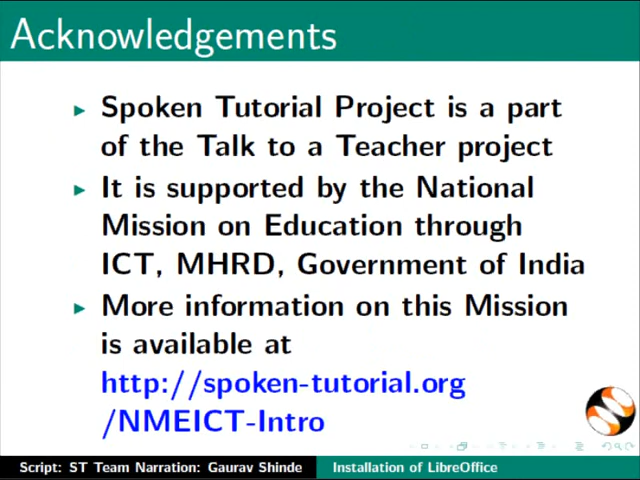 Acknowledgements
Spoken Tutorial Project is a part
of the Talk to a Teacher project
It is supported by the National
Mission on Education through
ICT, MHRD, Government of India
More information on this Mission
is available at
http://spoken-tutorial.org
/NMEICT-Intro
Script: ST Team Narration: Gaurav Shinde
Installation of LibreOffice